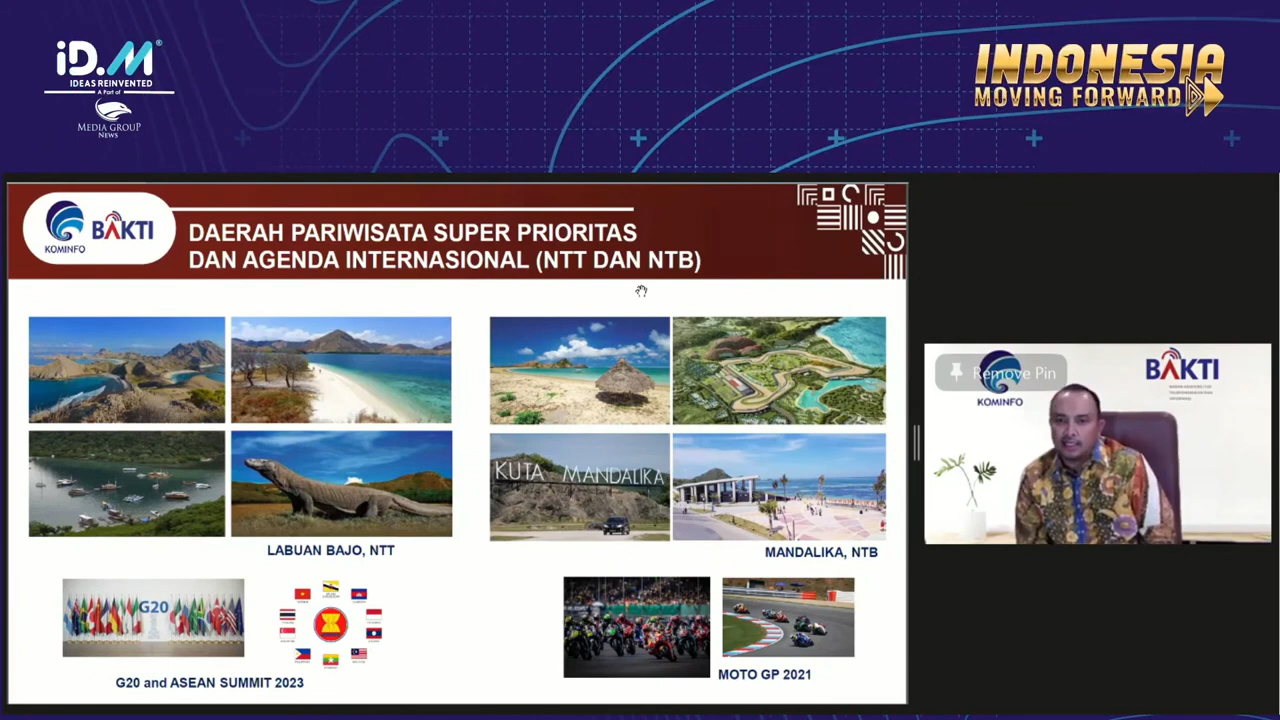 iD.M®
IDEAS REINVENTED
A Part of
MEDIA GROUP
NEWS
INDONESIA
MOVING FORWARD
KOMINFO
BAKTI
DAERAH PARIWISATA SUPER PRIORITAS
DAN AGENDA INTERNASIONAL (NTT DAN NTB)
KUTA MANDALIKA
LABUAN BAJO, NTT
MANDALIKA, NTB
G20
G20 and ASEAN SUMMIT 2023
MOTO GP 2021
Remove Pin
KOMINFO
BAKTI